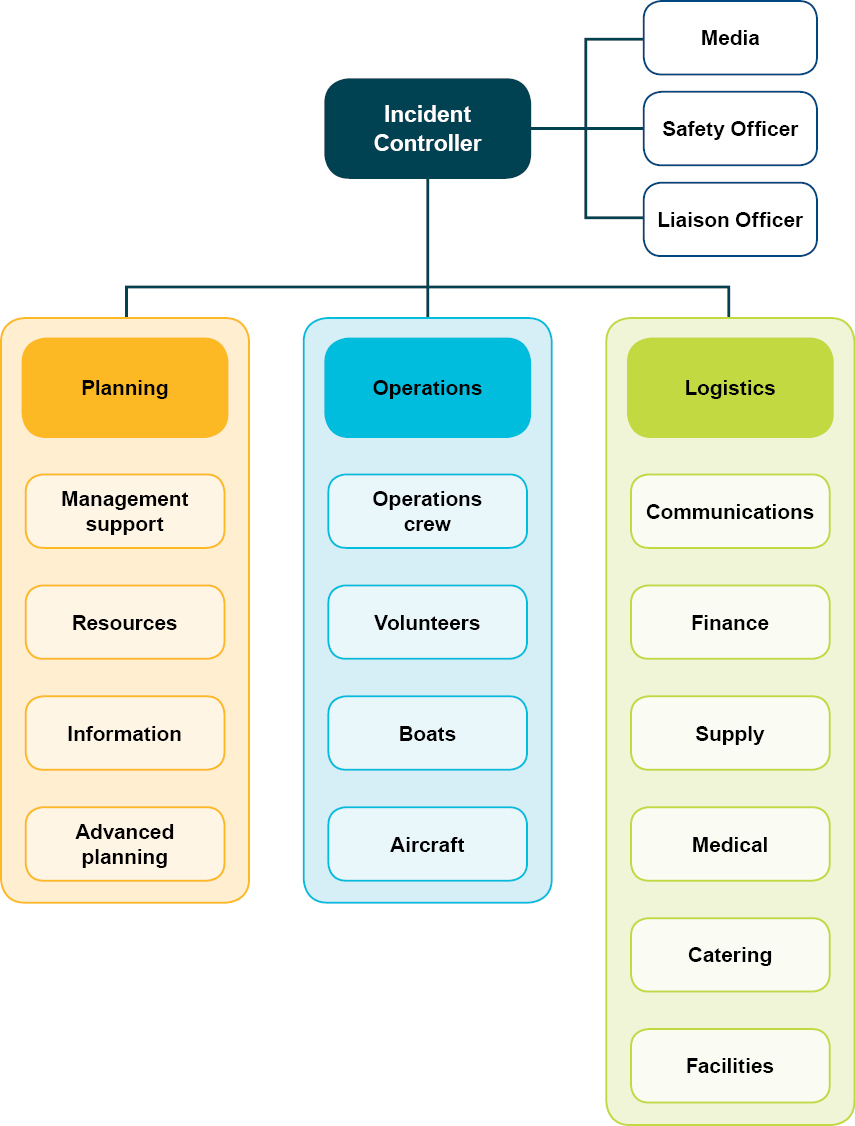 Media
Incident
Controller
Safety Officer
Liaison Officer
Planning
Operations
Logistics
Management
support
Operations
crew
Communications
Resources
Volunteers
Finance
Information
Boats
Supply
Advanced
planning
Aircraft
Medical
Catering
Facilities